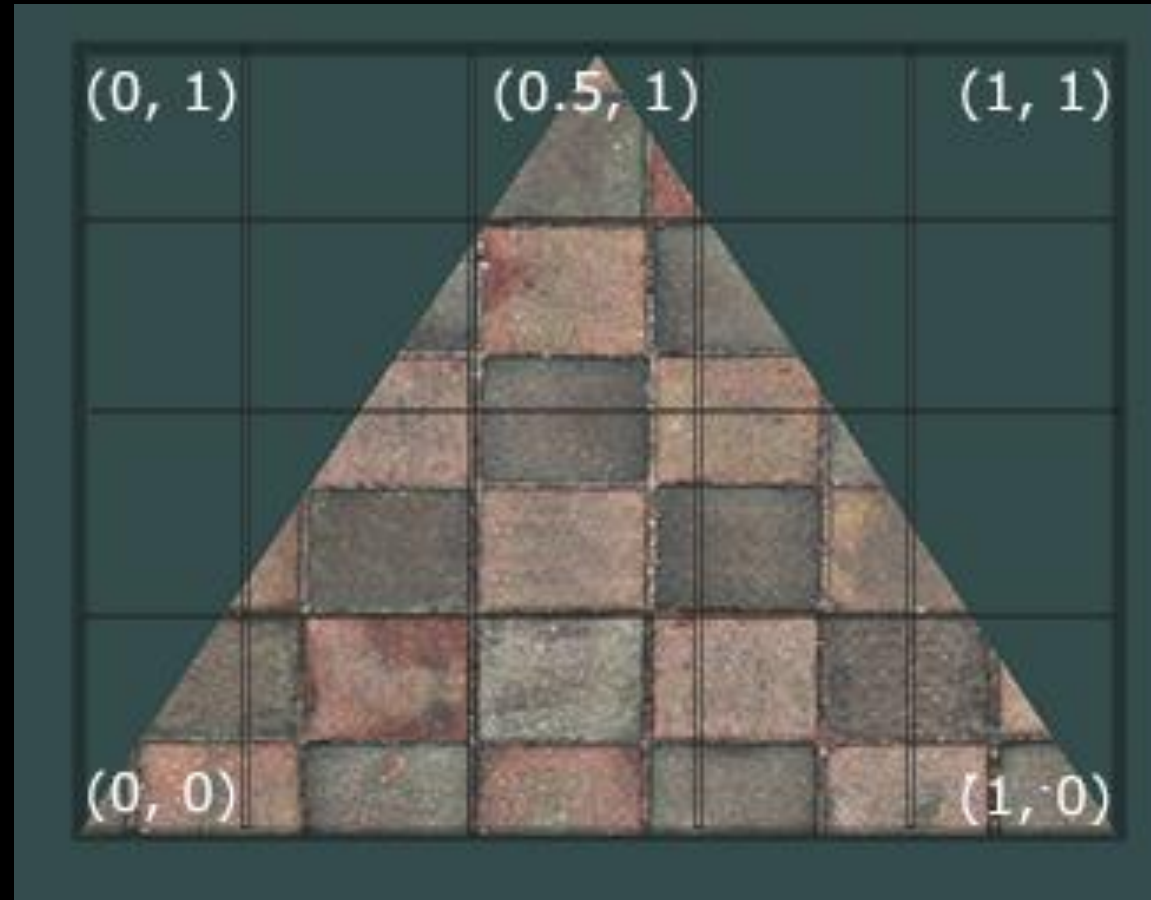 (0, 1) (0.5, 1) (1, 1)
(0, 0) (1, 0)